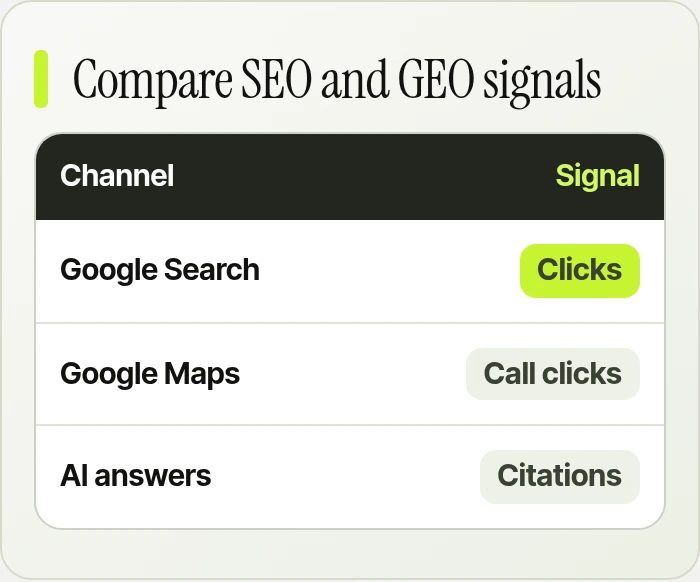 Compare SEO and GEO signals
Channel Signal
Google Search Clicks
Google Maps Call clicks
AI answers Citations